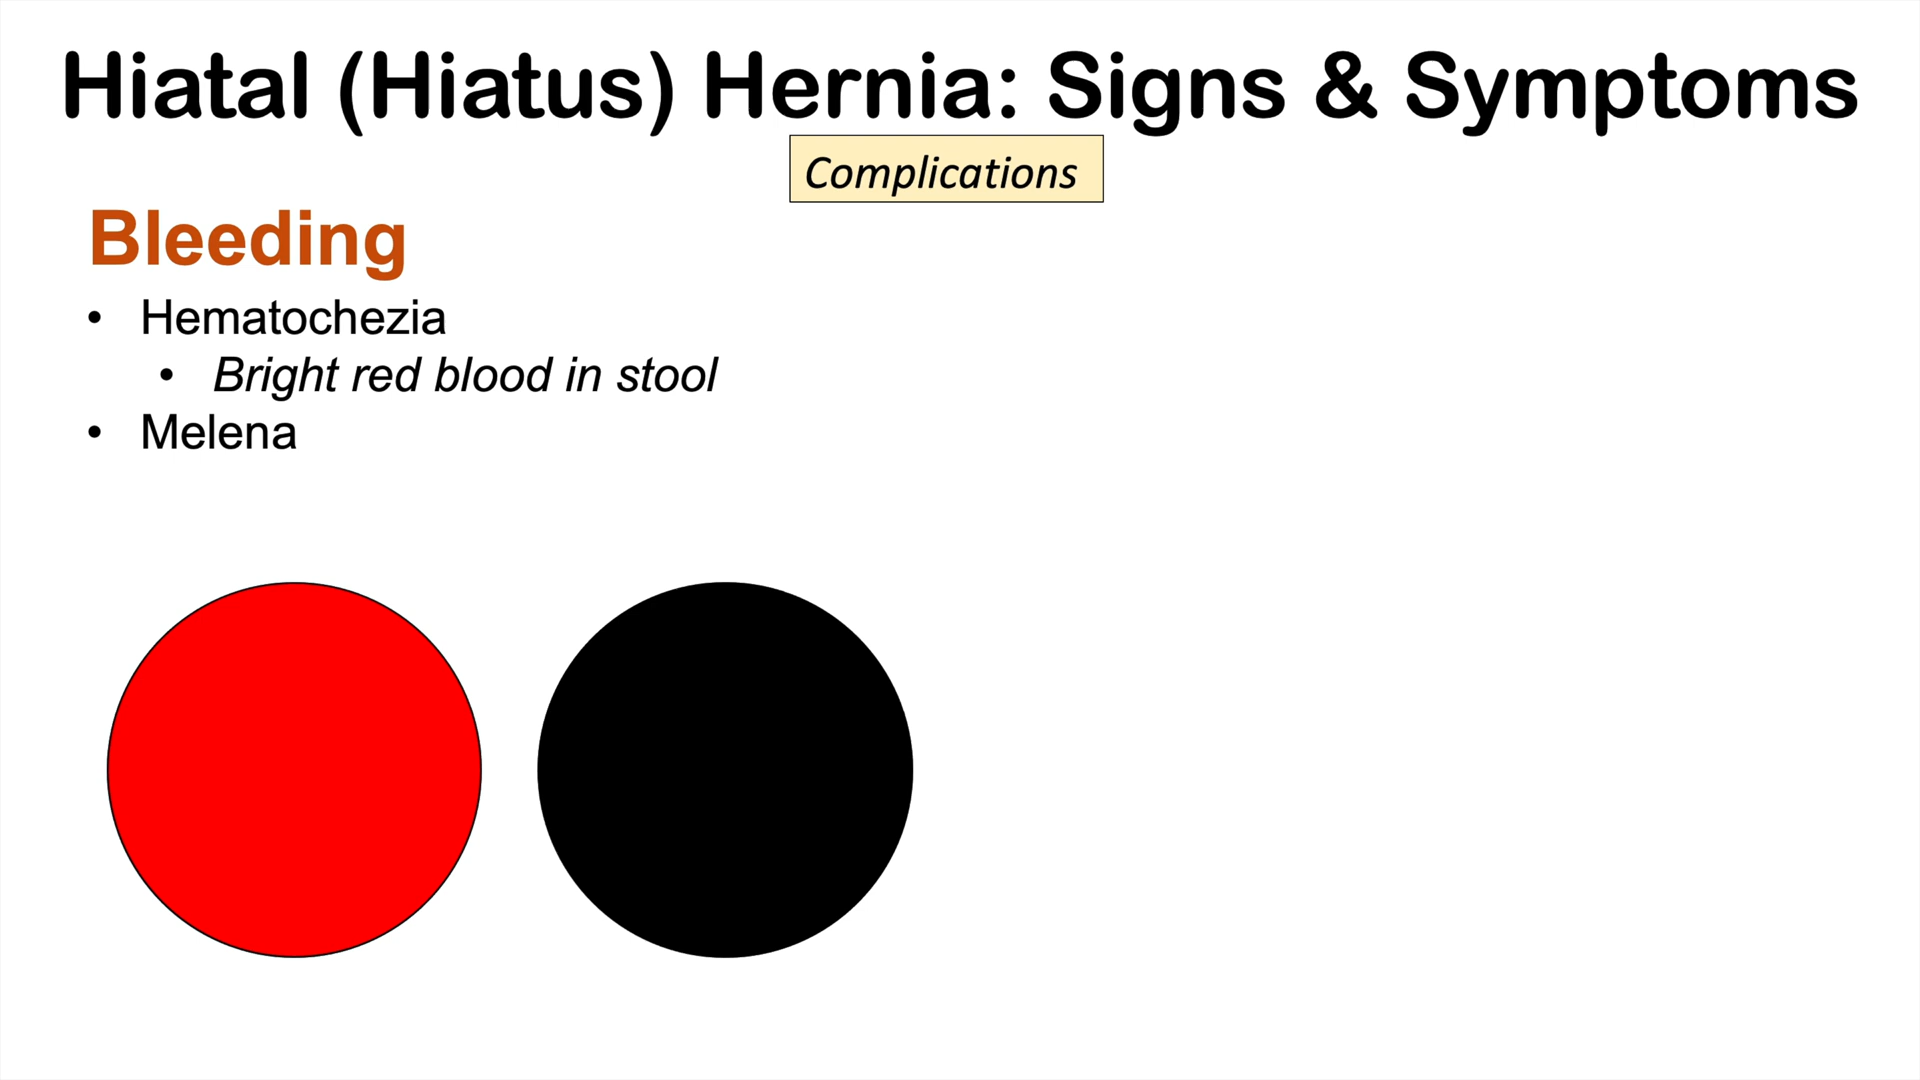 Hiatal (Hiatus) Hernia: Signs & Symptoms
Complications
Bleeding
• Hematochezia
• Bright red blood in stool
• Melena